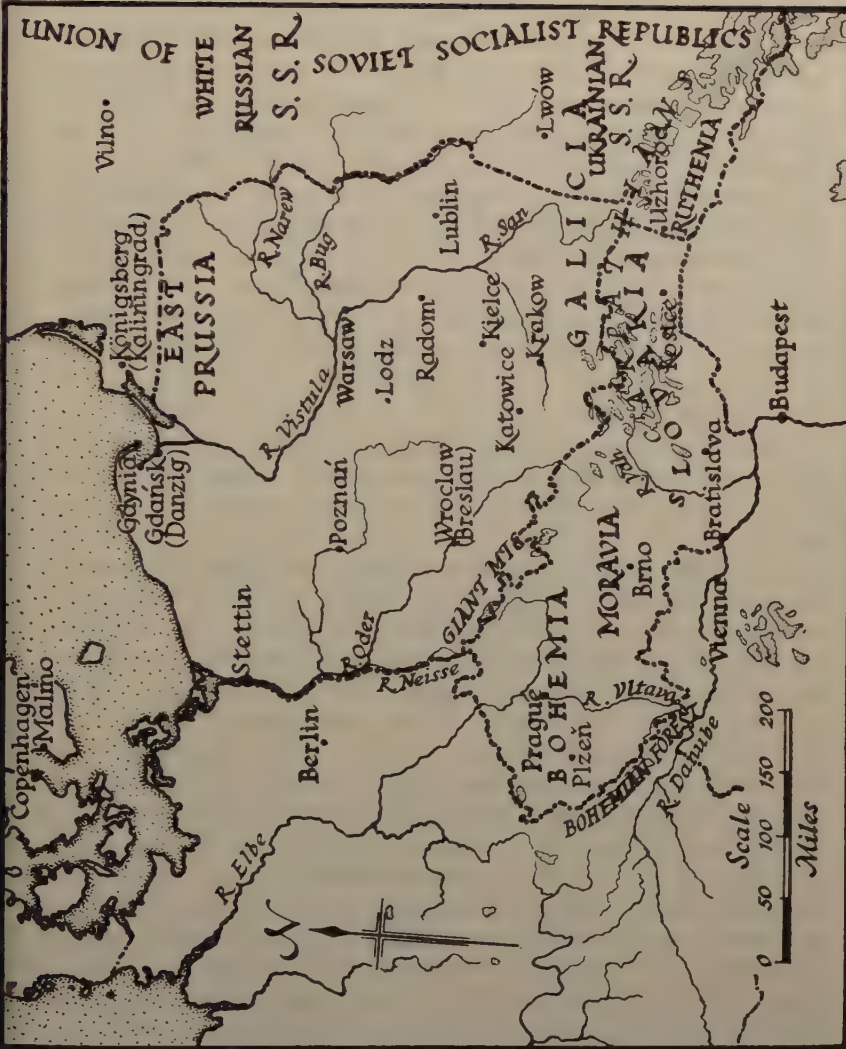 UNION OF
WHITE
RUSSIAN
S. S. R
SOVIET SOCIALIST REPUBLICS
Copenhagen
Malmo
Vilno
Königsberg
(Kaliningrad)
EAST
PRUSSIA
Gdynia
Gdańsk
(Danzig)
Stettin
R. Elbe
R. Narew
R. Bug
R. Vistula
Warsaw
Poznań
Berlin
Lodz
R. Oder
R. Neisse
Radom
Lublin
Wroclaw
(Breslau)
Kielce
R. San
Lwów
Katowice
Krakow
GIANT MTS.
GALICIA
UKRAINIAN
S. S. R
CARPATHIANS
Uzhorod
RUTHENIA
Prague
BOHEMIA
Plzeň
MORAVIA
Brno
R. Vah
SLOVAKIA
Košice
R. Vltava
BOHEMIAN FOREST
R. Danube
Vienna
Bratislava
Budapest
N
Scale
0 50 100 150 200
Miles